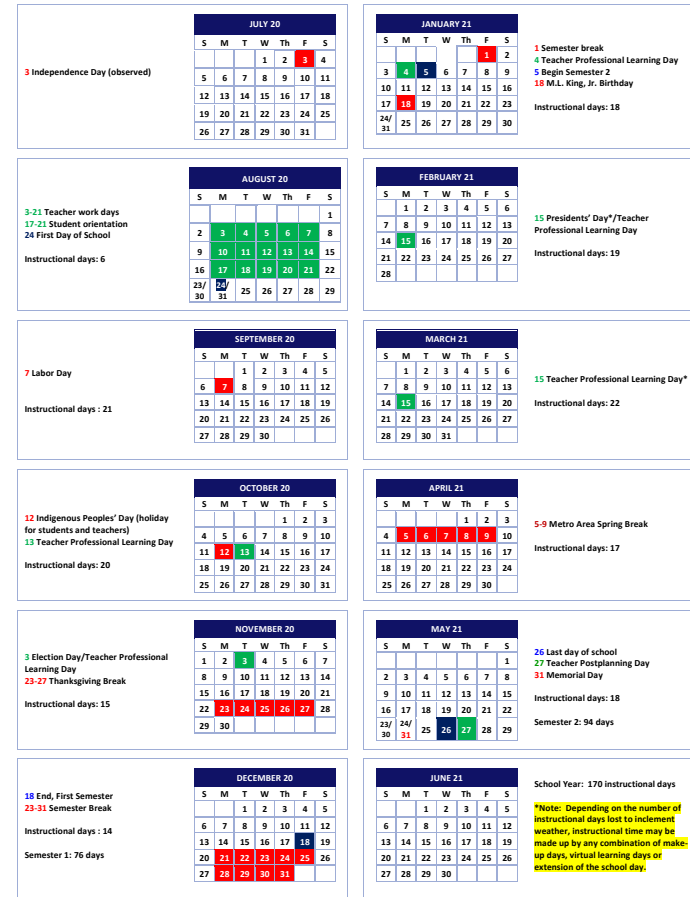 JULY 20
S M T W Th F S
1 2 3 4
5 6 7 8 9 10 11
12 13 14 15 16 17 18
19 20 21 22 23 24 25
26 27 28 29 30 31
3 Independence Day (observed)
JANUARY 21
S M T W Th F S
1 2
3 4 5 6 7 8 9
10 11 12 13 14 15 16
17 18 19 20 21 22 23
24/31 25 26 27 28 29 30
1 Semester break
4 Teacher Professional Learning Day
5 Begin Semester 2
18 M.L. King, Jr. Birthday
Instructional days: 18
3-21 Teacher work days
17-21 Student orientation
24 First Day of School
Instructional days: 6
AUGUST 20
S M T W Th F S
1
2 3 4 5 6 7 8
9 10 11 12 13 14 15
16 17 18 19 20 21 22
23/30 24/31 25 26 27 28 29
FEBRUARY 21
S M T W Th F S
1 2 3 4 5 6
7 8 9 10 11 12 13
14 15 16 17 18 19 20
21 22 23 24 25 26 27
28
15 Presidents' Day*/Teacher
Professional Learning Day
Instructional days: 19
7 Labor Day
Instructional days : 21
SEPTEMBER 20
S M T W Th F S
1 2 3 4 5
6 7 8 9 10 11 12
13 14 15 16 17 18 19
20 21 22 23 24 25 26
27 28 29 30
MARCH 21
S M T W Th F S
1 2 3 4 5 6
7 8 9 10 11 12 13
14 15 16 17 18 19 20
21 22 23 24 25 26 27
28 29 30 31
15 Teacher Professional Learning Day*
Instructional days: 22
12 Indigenous Peoples' Day (holiday
for students and teachers)
13 Teacher Professional Learning Day
Instructional days: 20
OCTOBER 20
S M T W Th F S
1 2 3
4 5 6 7 8 9 10
11 12 13 14 15 16 17
18 19 20 21 22 23 24
25 26 27 28 29 30 31
APRIL 21
S M T W Th F S
1 2 3
4 5 6 7 8 9 10
11 12 13 14 15 16 17
18 19 20 21 22 23 24
25 26 27 28 29 30
5-9 Metro Area Spring Break
Instructional days: 17
3 Election Day/Teacher Professional
Learning Day
23-27 Thanksgiving Break
Instructional days: 15
NOVEMBER 20
S M T W Th F S
1 2 3 4 5 6 7
8 9 10 11 12 13 14
15 16 17 18 19 20 21
22 23 24 25 26 27 28
29 30
MAY 21
S M T W Th F S
1
2 3 4 5 6 7 8
9 10 11 12 13 14 15
16 17 18 19 20 21 22
23/30 24/31 25 26 27 28 29
26 Last day of school
27 Teacher Postplanning Day
31 Memorial Day
Instructional days: 18
Semester 2: 94 days
18 End, First Semester
23-31 Semester Break
Instructional days : 14
Semester 1: 76 days
DECEMBER 20
S M T W Th F S
1 2 3 4 5
6 7 8 9 10 11 12
13 14 15 16 17 18 19
20 21 22 23 24 25 26
27 28 29 30 31
JUNE 21
S M T W Th F S
1 2 3 4 5
6 7 8 9 10 11 12
13 14 15 16 17 18 19
20 21 22 23 24 25 26
27 28 29 30
School Year: 170 instructional days
*Note: Depending on the number of
instructional days lost to inclement
weather, instructional time may be
made up by any combination of make-
up days, virtual learning days or
extension of the school day.